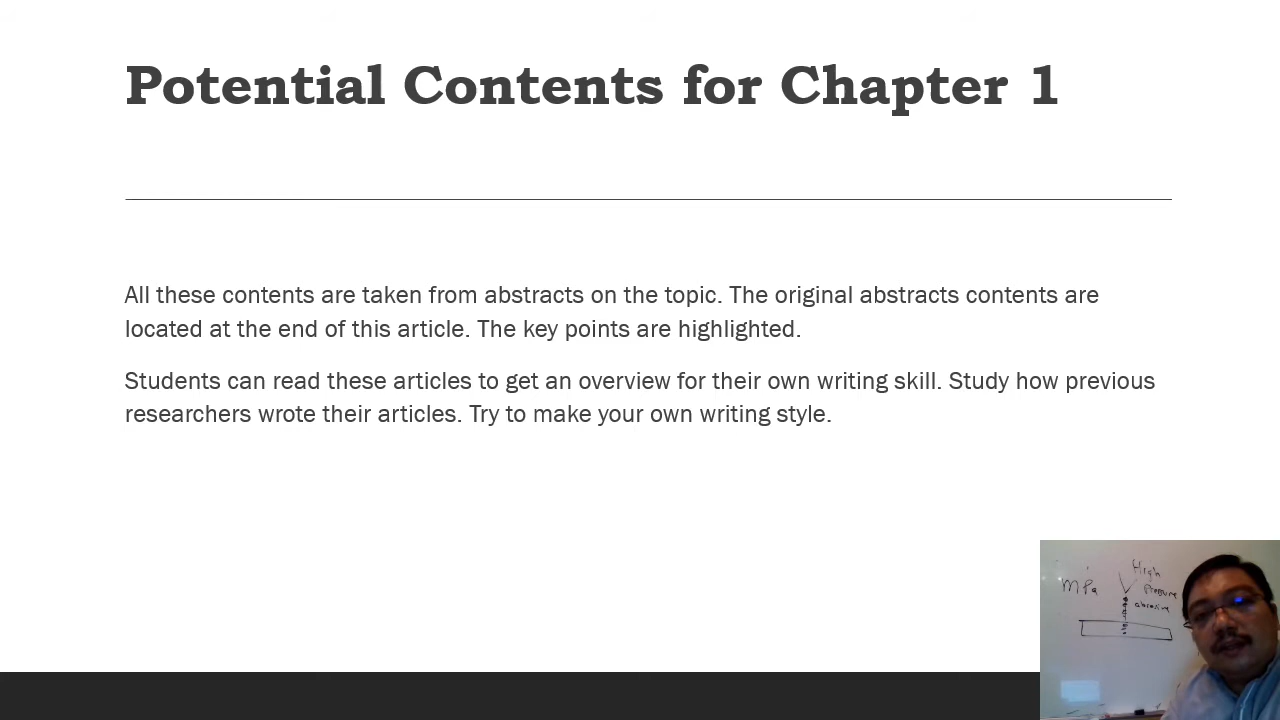 Potential Contents for Chapter 1
All these contents are taken from abstracts on the topic. The original abstracts contents are
located at the end of this article. The key points are highlighted.
Students can read these articles to get an overview for their own writing skill. Study how previous
researchers wrote their articles. Try to make your own writing style.
High
MPa
Pressure
abrasive